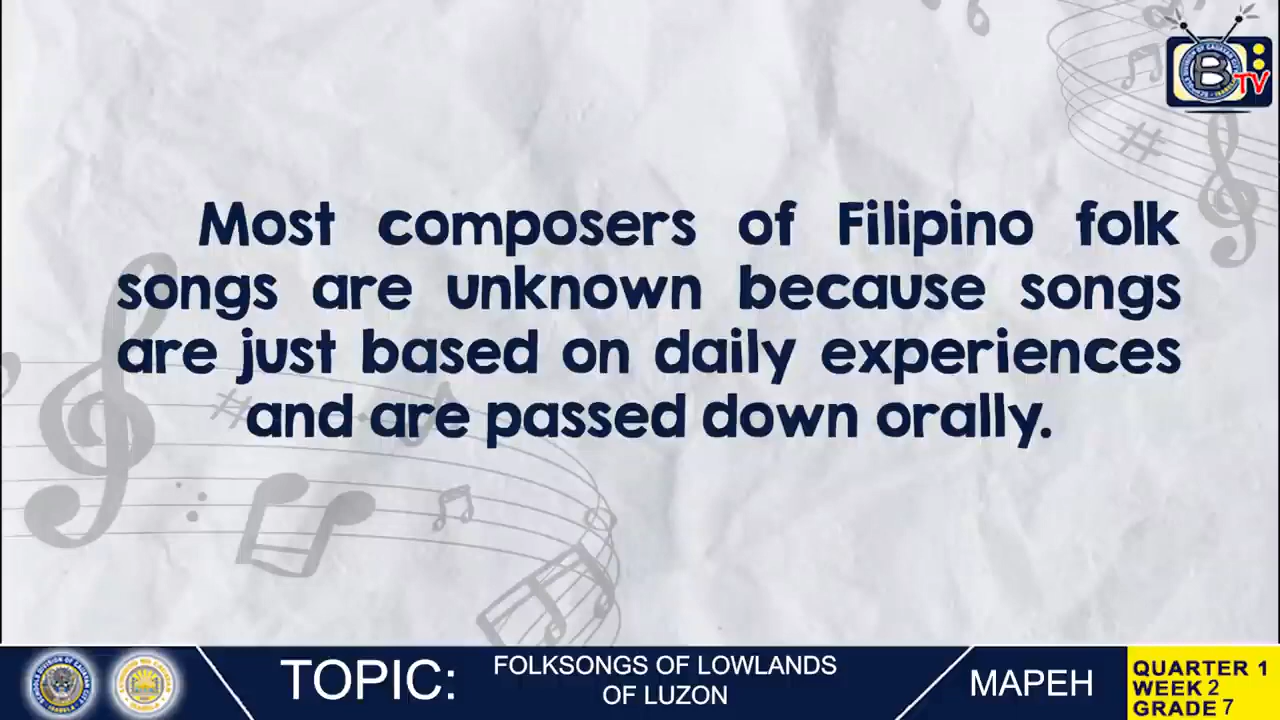 B
TV
Most composers of Filipino folk
songs are unknown because songs
are just based on daily experiences
and are passed down orally.
TOPIC:
FOLKSONGS OF LOWLANDS
OF LUZON
MAPEH
QUARTER 1
WEEK 2
GRADE 7